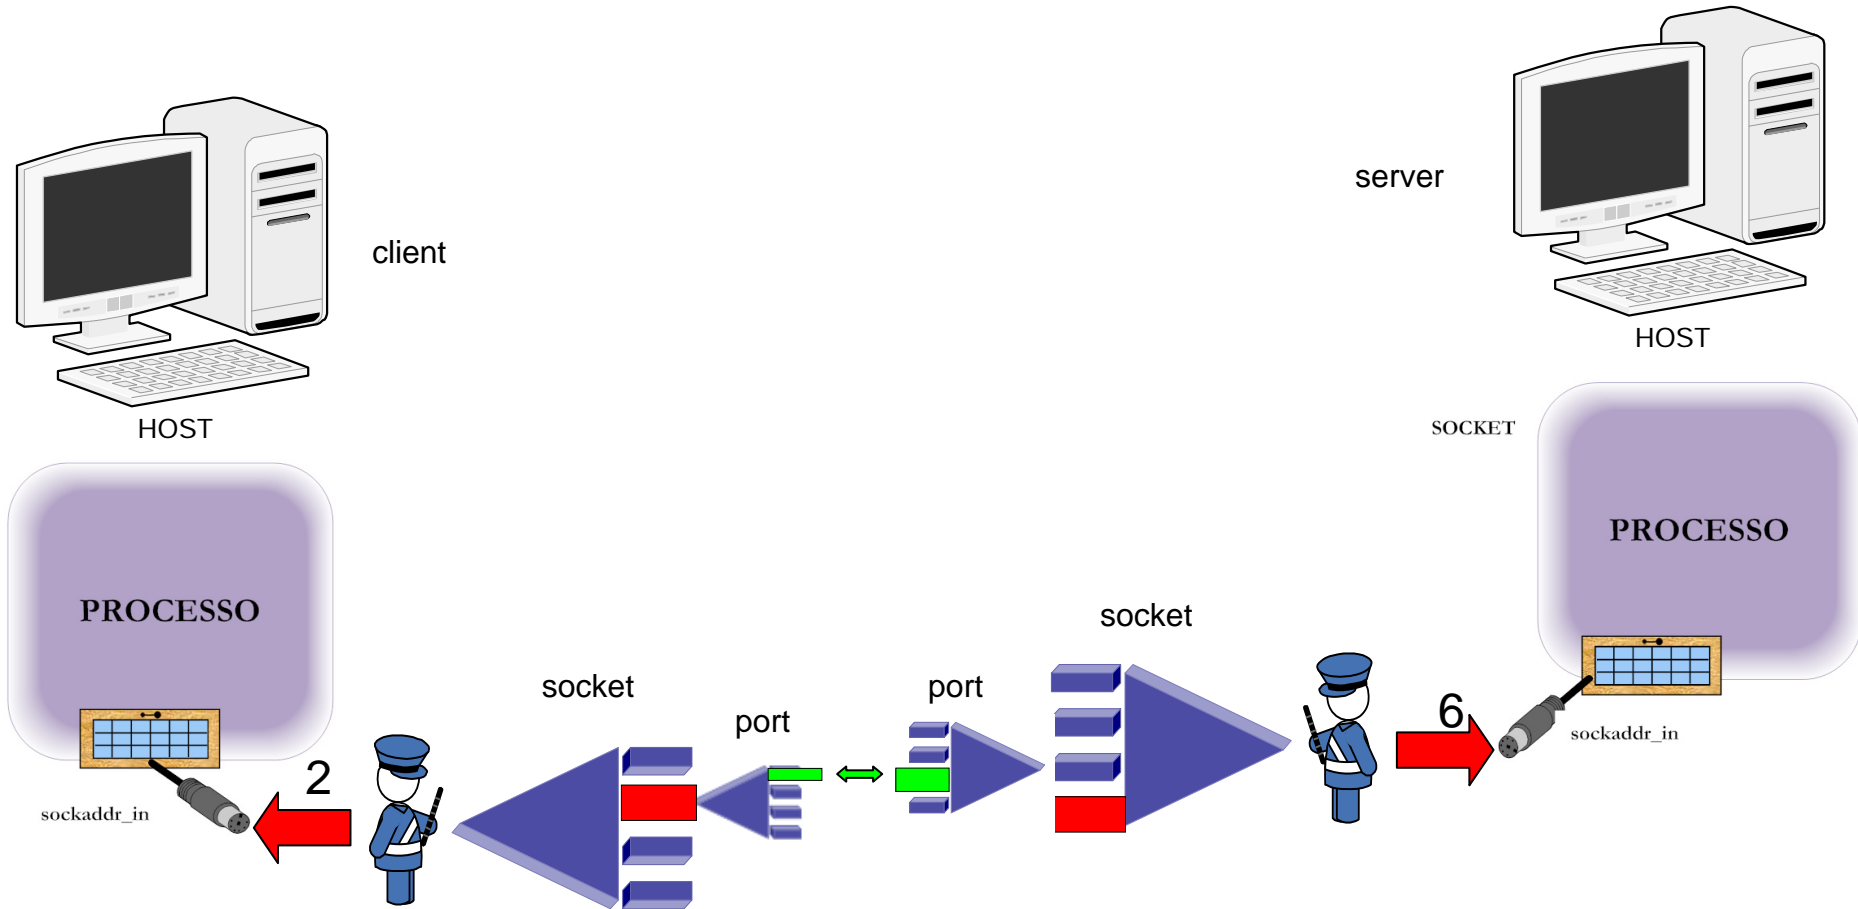 server
client
HOST
HOST
SOCKET
PROCESSO
PROCESSO
socket
socket
port
port
6
sockaddr_in
2
sockaddr_in